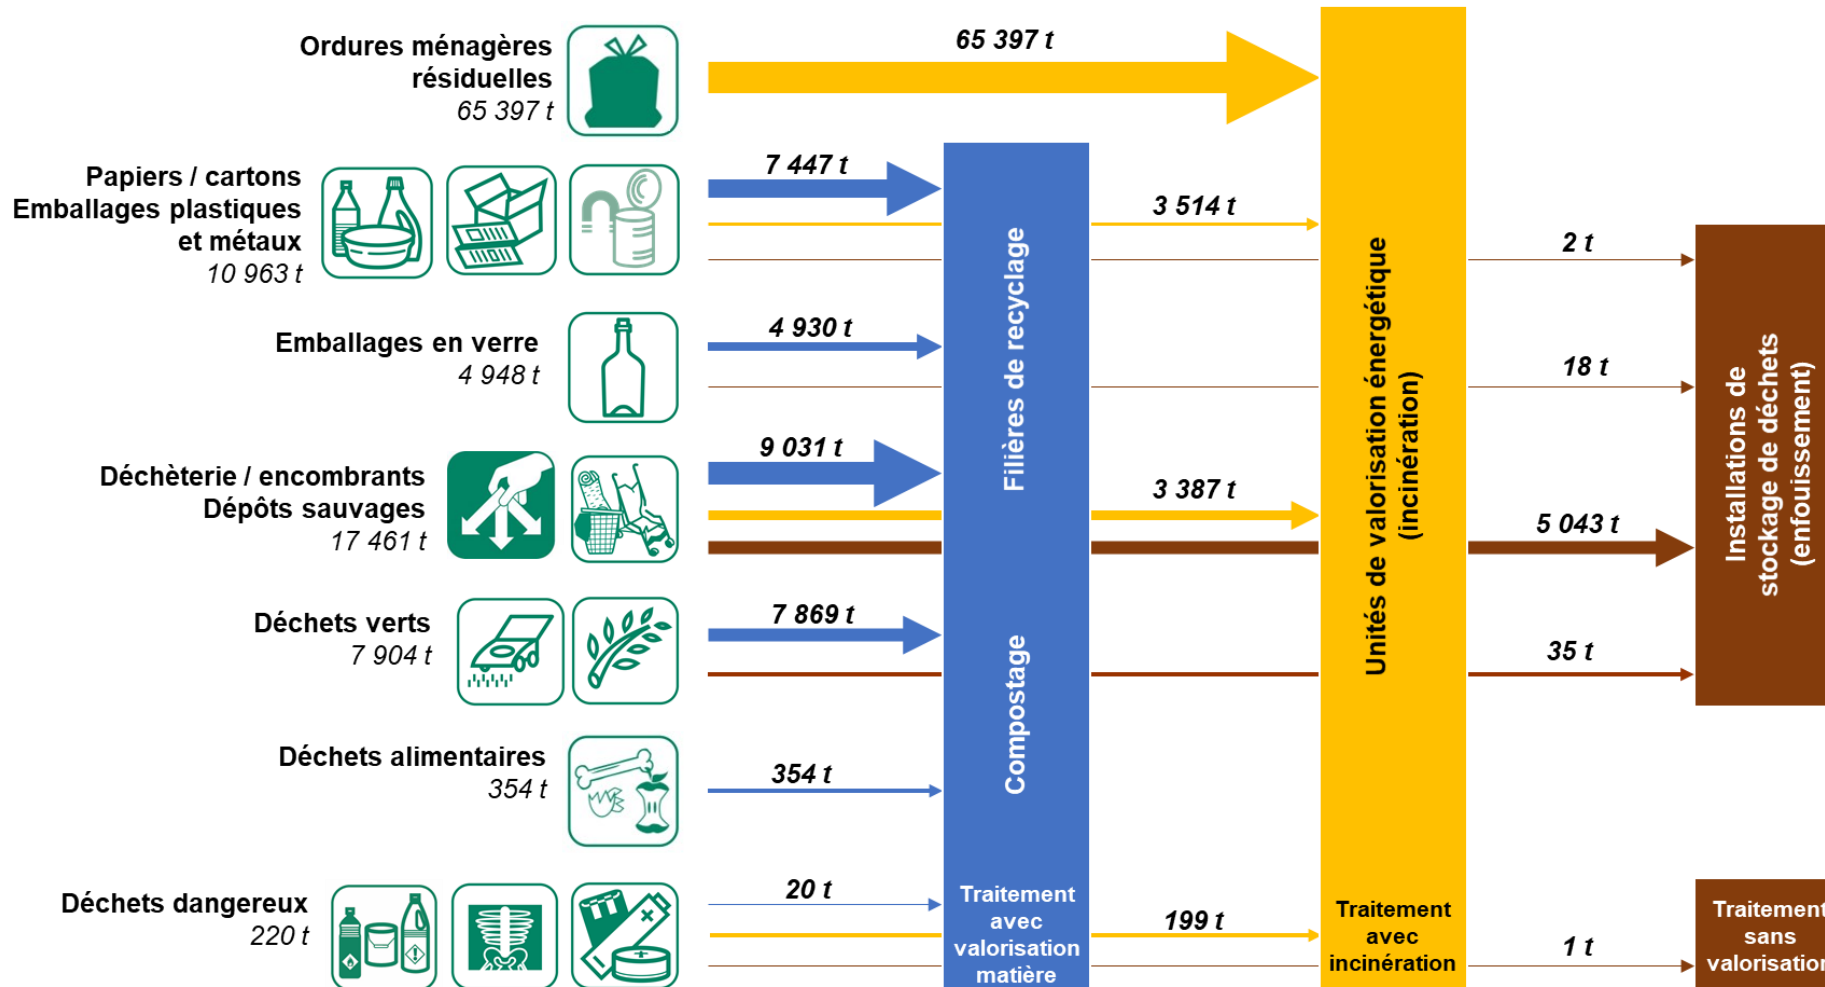 Ordures ménagères
résiduelles
65 397 t
65 397 t
Papiers / cartons
Emballages plastiques
et métaux
10 963 t
7 447 t
3 514 t
2 t
Emballages en verre
4 948 t
4 930 t
18 t
Déchèterie / encombrants
Dépôts sauvages
17 461 t
9 031 t
3 387 t
5 043 t
Déchets verts
7 904 t
7 869 t
35 t
Déchets alimentaires
354 t
354 t
Déchets dangereux
220 t
20 t
199 t
1 t
Filières de recyclage
Compostage
Traitement
avec
valorisation
matière
Unités de valorisation énergétique
(incinération)
Traitement
avec
incinération
Installations de
stockage de déchets
(enfouissement)
Traitement
sans
valorisation